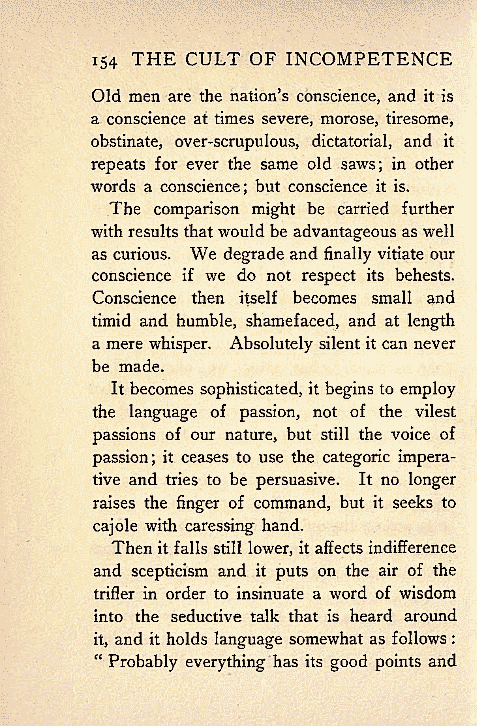 154 THE CULT OF INCOMPETENCE
Old men are the nation's conscience, and it is
a conscience at times severe, morose, tiresome,
obstinate, over-scrupulous, dictatorial, and it
repeats for ever the same old saws; in other
words a conscience; but conscience it is.
The comparison might be carried further
with results that would be advantageous as well
as curious. We degrade and finally vitiate our
conscience if we do not respect its behests.
Conscience then itself becomes small and
timid and humble, shamefaced, and at length
a mere whisper. Absolutely silent it can never
be made.
It becomes sophisticated, it begins to employ
the language of passion, not of the vilest
passions of our nature, but still the voice of
passion; it ceases to use the categoric impera-
tive and tries to be persuasive. It no longer
raises the finger of command, but it seeks to
cajole with caressing hand.
Then it falls still lower, it affects indifference
and scepticism and it puts on the air of the
trifler in order to insinuate a word of wisdom
into the seductive talk that is heard around
it, and it holds language somewhat as follows:
" Probably everything has its good points and